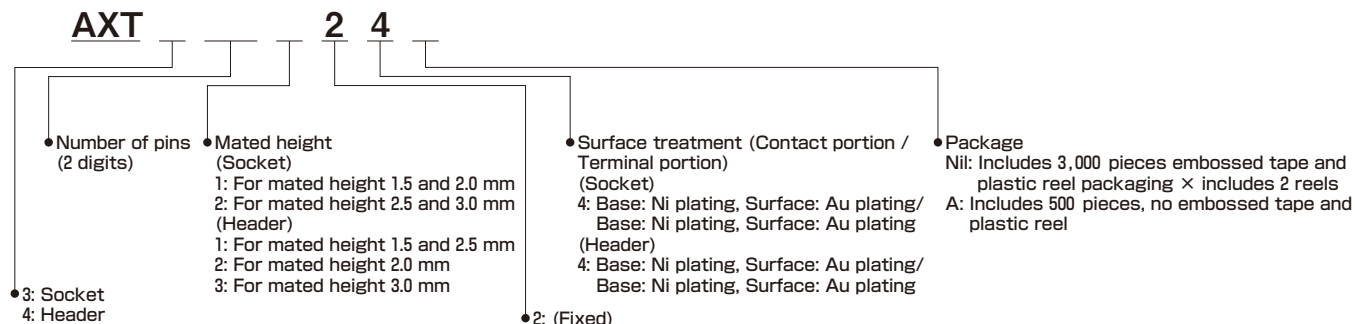 AXT 2 4
Number of pins
(2 digits)
Mated height
(Socket)
1: For mated height 1.5 and 2.0 mm
2: For mated height 2.5 and 3.0 mm
(Header)
1: For mated height 1.5 and 2.5 mm
2: For mated height 2.0 mm
3: For mated height 3.0 mm
Surface treatment (Contact portion /
Terminal portion)
(Socket)
4: Base: Ni plating, Surface: Au plating/
Base: Ni plating, Surface: Au plating
(Header)
4: Base: Ni plating, Surface: Au plating/
Base: Ni plating, Surface: Au plating
Package
Nil: Includes 3,000 pieces embossed tape and
plastic reel packaging × includes 2 reels
A: Includes 500 pieces, no embossed tape and
plastic reel
3: Socket
4: Header
2: (Fixed)